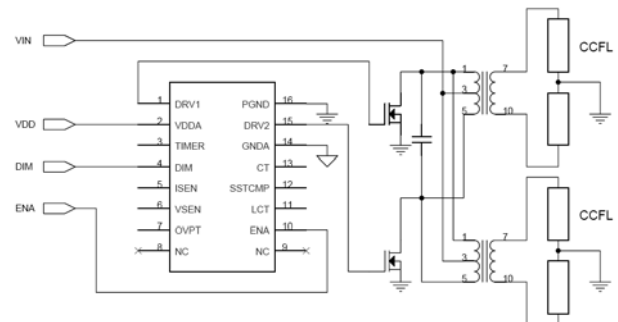 VIN
VDD
DIM
ENA
1 DRV1 PGND 16
2 VDDA DRV2 15
3 TIMER GNDA 14
4 DIM CT 13
5 ISEN SSTCMP 12
6 VSEN LCT 11
7 OVPT ENA 10
8 NC NC 9
1 7
3
5 10
CCFL
1 7
3
5 10
CCFL